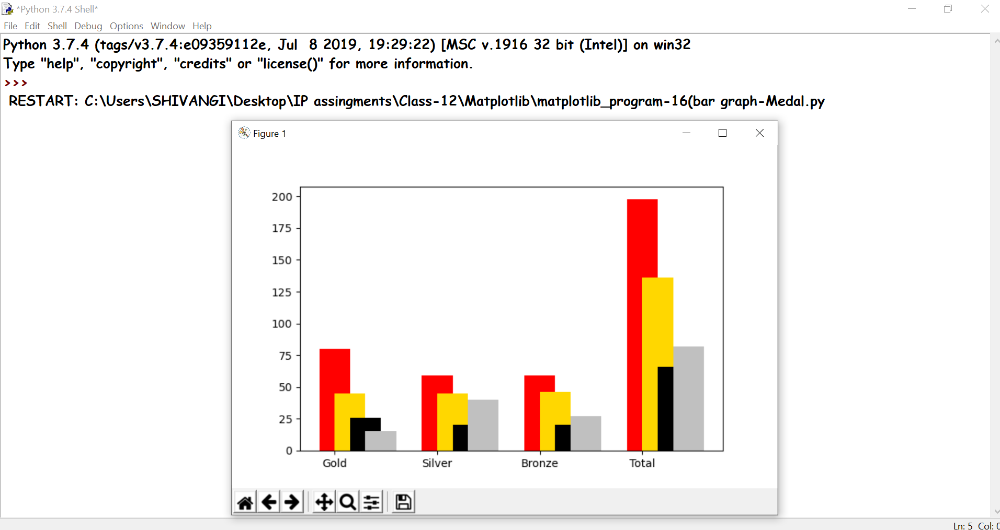 *Python 3.7.4 Shell*
File Edit Shell Debug Options Window Help
Python 3.7.4 (tags/v3.7.4:e09359112e, Jul  8 2019, 19:29:22) [MSC v.1916 32 bit (Intel)] on win32
Type "help", "copyright", "credits" or "license()" for more information.
>>>
RESTART: C:\Users\SHIVANGI\Desktop\IP assingments\Class-12\Matplotlib\matplotlib_program-16(bar graph-Medal.py
Figure 1
200
175
150
125
100
75
50
25
0
Gold Silver Bronze Total
Ln: 5 Col: 0